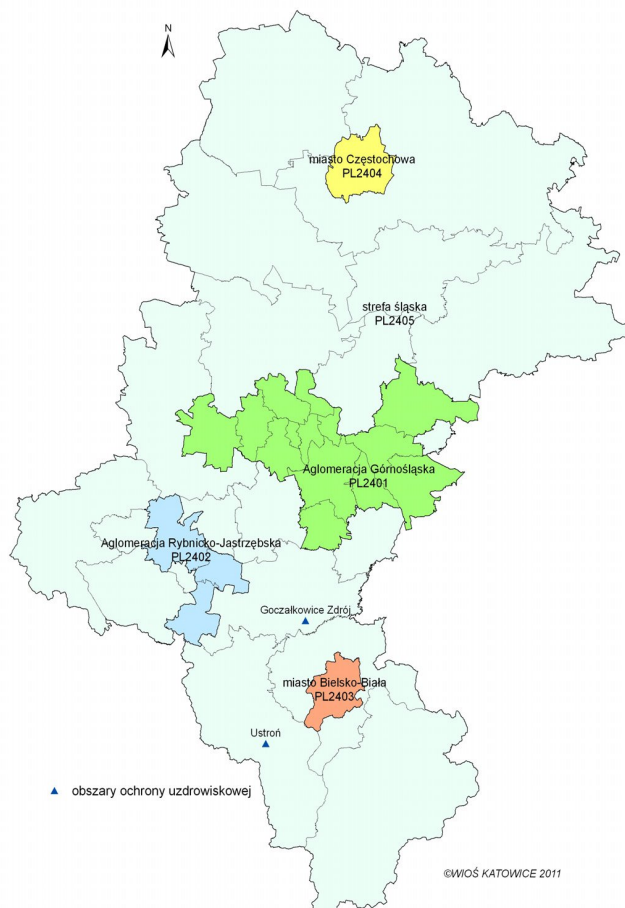 N
miasto Częstochowa
PL2404
strefa śląska
PL2405
Aglomeracja Górnośląska
PL2401
Aglomeracja Rybnicko-Jastrzębska
PL2402
Goczałkowice Zdrój
miasto Bielsko-Biała
PL2403
Ustroń
obszary ochrony uzdrowiskowej
©WIOŚ KATOWICE 2011